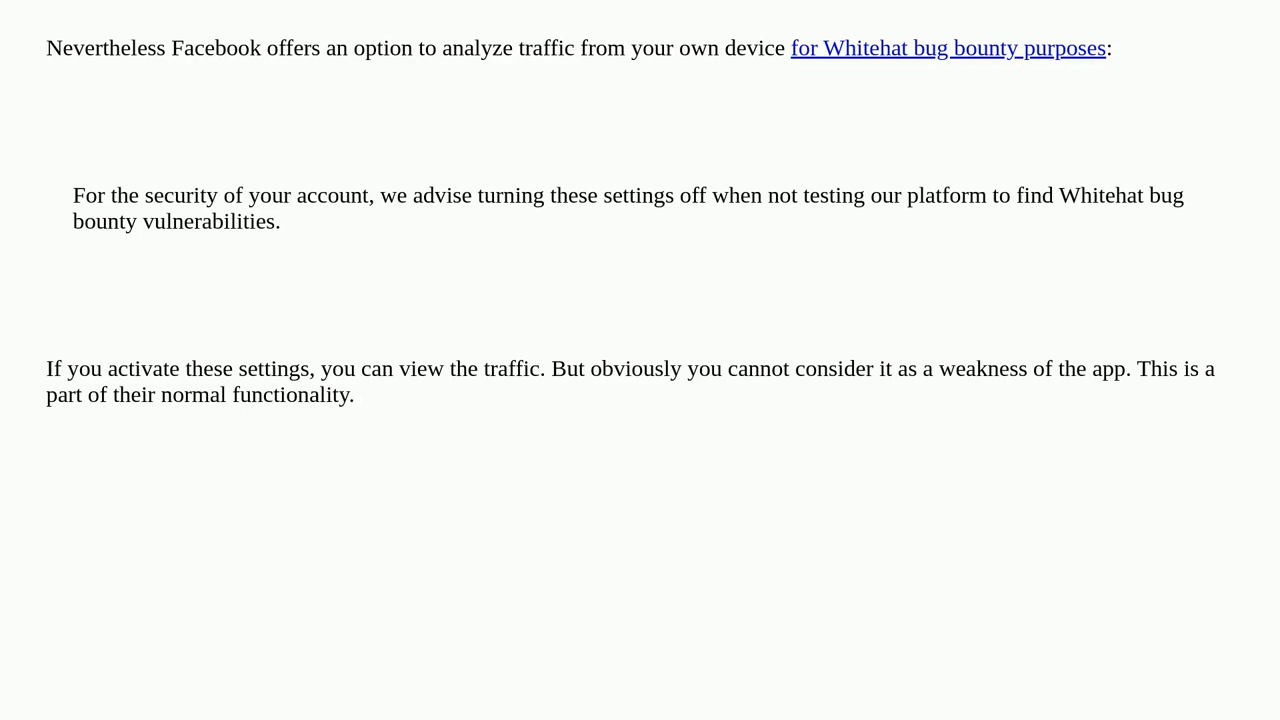 Nevertheless Facebook offers an option to analyze traffic from your own device for Whitehat bug bounty purposes:
For the security of your account, we advise turning these settings off when not testing our platform to find Whitehat bug
bounty vulnerabilities.
If you activate these settings, you can view the traffic. But obviously you cannot consider it as a weakness of the app. This is a
part of their normal functionality.